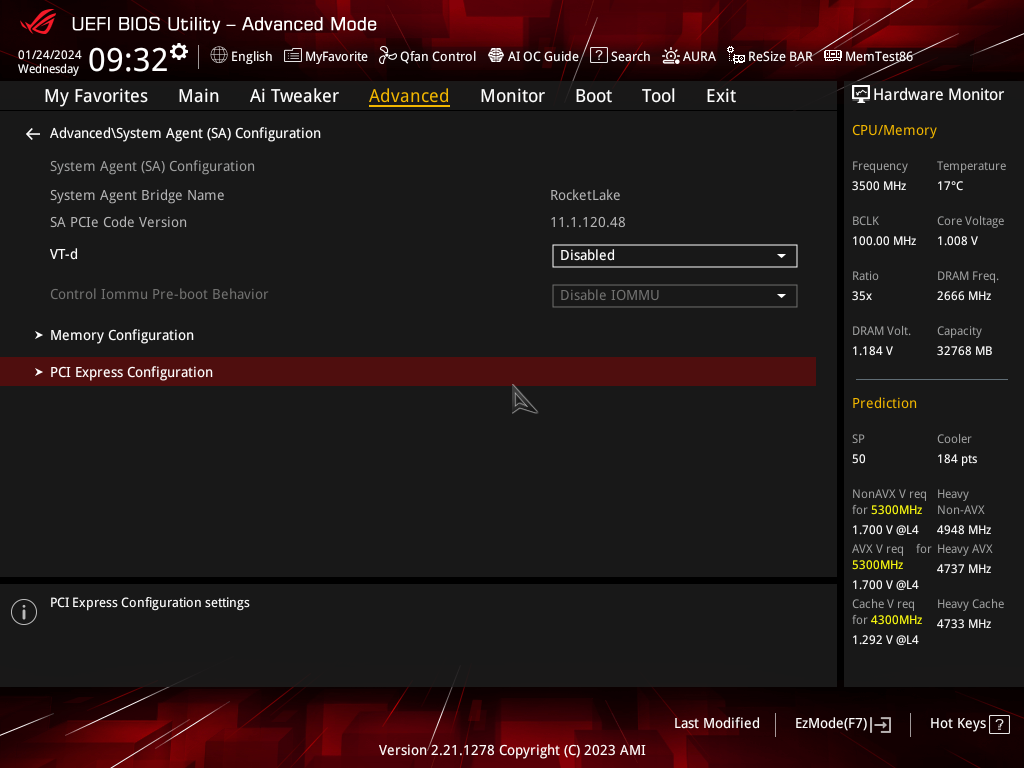 UEFI BIOS Utility – Advanced Mode
01/24/2024
Wednesday
09:32
English
MyFavorite
Qfan Control
AI OC Guide
? Search
AURA
ReSize BAR
MemTest86
My Favorites
Main
Ai Tweaker
Advanced
Monitor
Boot
Tool
Exit
Advanced\System Agent (SA) Configuration
System Agent (SA) Configuration
System Agent Bridge Name RocketLake
SA PCIe Code Version 11.1.120.48
VT-d Disabled
Control Iommu Pre-boot Behavior Disable IOMMU
Memory Configuration
PCI Express Configuration
PCI Express Configuration settings
Hardware Monitor
CPU/Memory
Frequency Temperature
3500 MHz 17°C
BCLK Core Voltage
100.00 MHz 1.008 V
Ratio DRAM Freq.
35x 2666 MHz
DRAM Volt. Capacity
1.184 V 32768 MB
Prediction
SP Cooler
50 184 pts
NonAVX V req Heavy
for 5300MHz Non-AVX
1.700 V @L4 4948 MHz
AVX V req for Heavy AVX
5300MHz 4737 MHz
1.700 V @L4
Cache V req Heavy Cache
for 4300MHz 4733 MHz
1.292 V @L4
Last Modified
EzMode(F7)
Hot Keys ?
Version 2.21.1278 Copyright (C) 2023 AMI